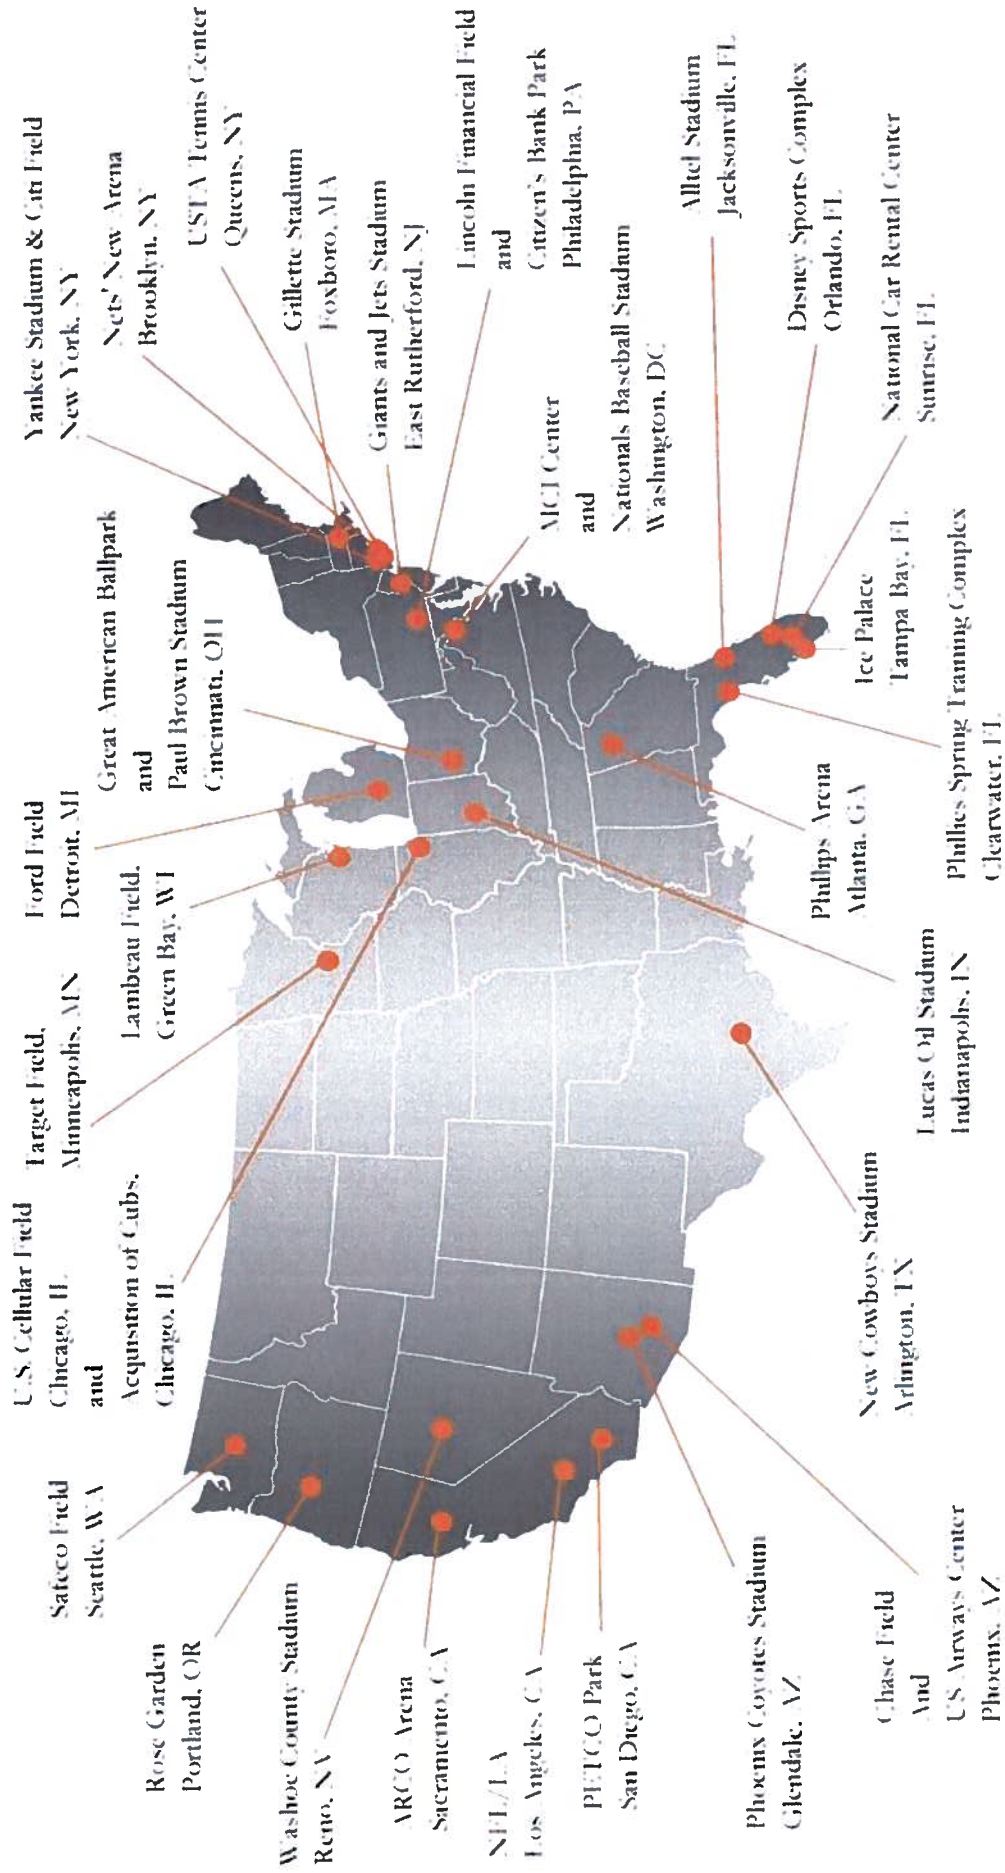 Safeco Field
Seattle, WA
U.S. Cellular Field
Chicago, IL
and
Acquisition of Cubs,
Chicago, IL
Target Field,
Minneapolis, MN
Ford Field
Detroit, MI
Lambeau Field,
Green Bay, WI
Great American Ballpark
and
Paul Brown Stadium
Cincinnati, OH
Yankee Stadium & Citi Field
New York, NY
Nets' New Arena
Brooklyn, NY
USTA Tennis Center
Queens, NY
Gillette Stadium
Foxboro, MA
Giants and Jets Stadium
East Rutherford, NJ
Lincoln Financial Field
and
Citizen's Bank Park
Philadelphia, PA
MCI Center
and
Nationals Baseball Stadium
Washington, DC
Alltel Stadium
Jacksonville, FL
Disney Sports Complex
Orlando, FL
National Car Rental Center
Sunrise, FL
Ice Palace
Tampa Bay, FL
Phillies Spring Training Complex
Clearwater, FL
Phillips Arena
Atlanta, GA
Lucas Oil Stadium
Indianapolis, IN
New Cowboys Stadium
Arlington, TX
Chase Field
And
US Airways Center
Phoenix, AZ
Phoenix Coyotes Stadium
Glendale, AZ
PETCO Park
San Diego, CA
NFL/LA
Los Angeles, CA
ARCO Arena
Sacramento, CA
Washoe County Stadium
Reno, NV
Rose Garden
Portland, OR